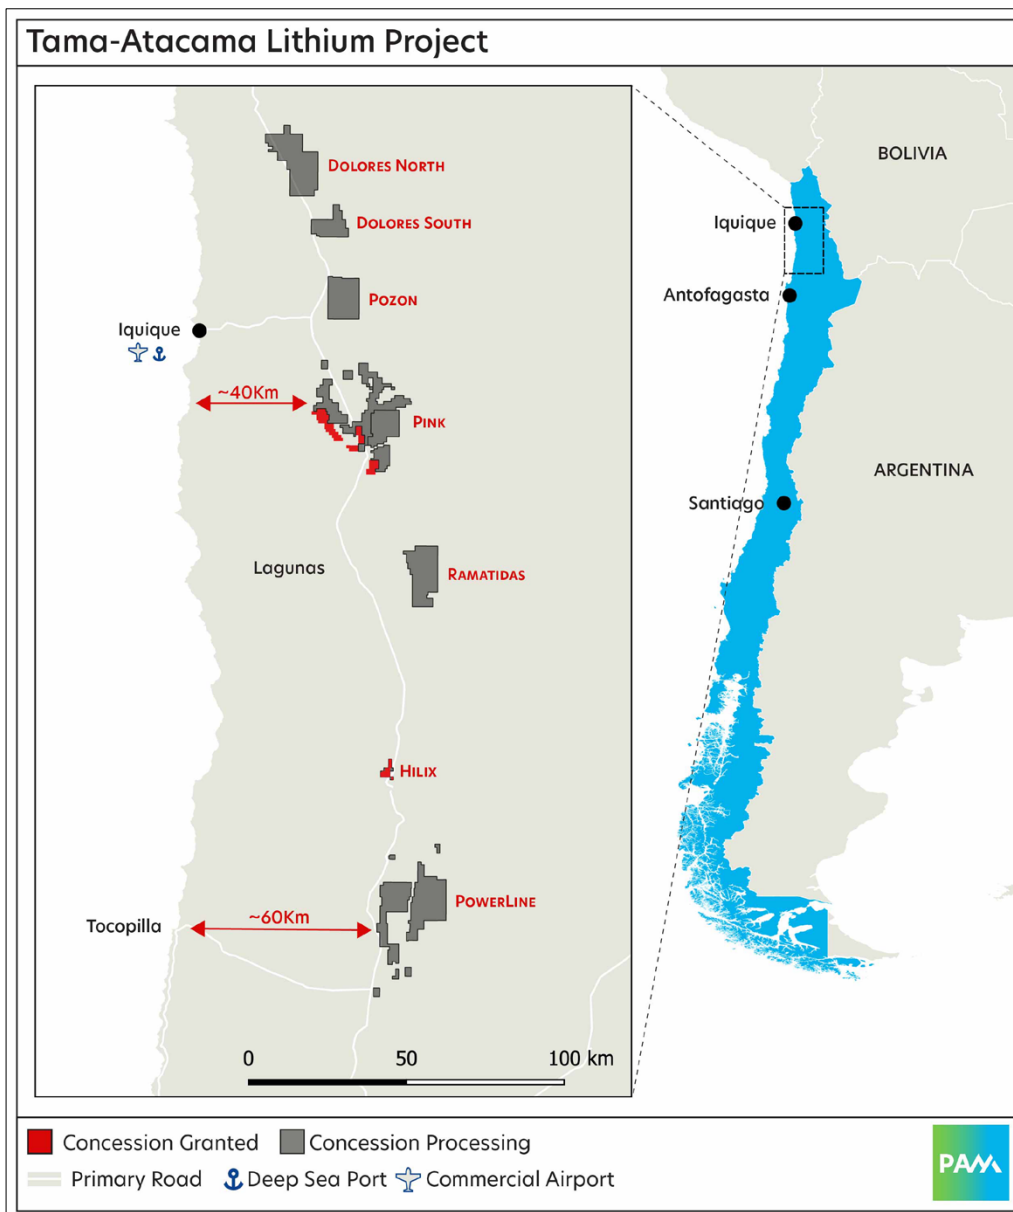 Tama-Atacama Lithium Project
DOLORES NORTH
DOLORES SOUTH
POZON
Iquique
~40Km
PINK
Lagunas
RAMATIDAS
HILIX
POWERLINE
Tocopilla
~60Km
0 50 100 km
BOLIVIA
Iquique
Antofagasta
ARGENTINA
Santiago
Concession Granted Concession Processing
Primary Road Deep Sea Port Commercial Airport
PAM